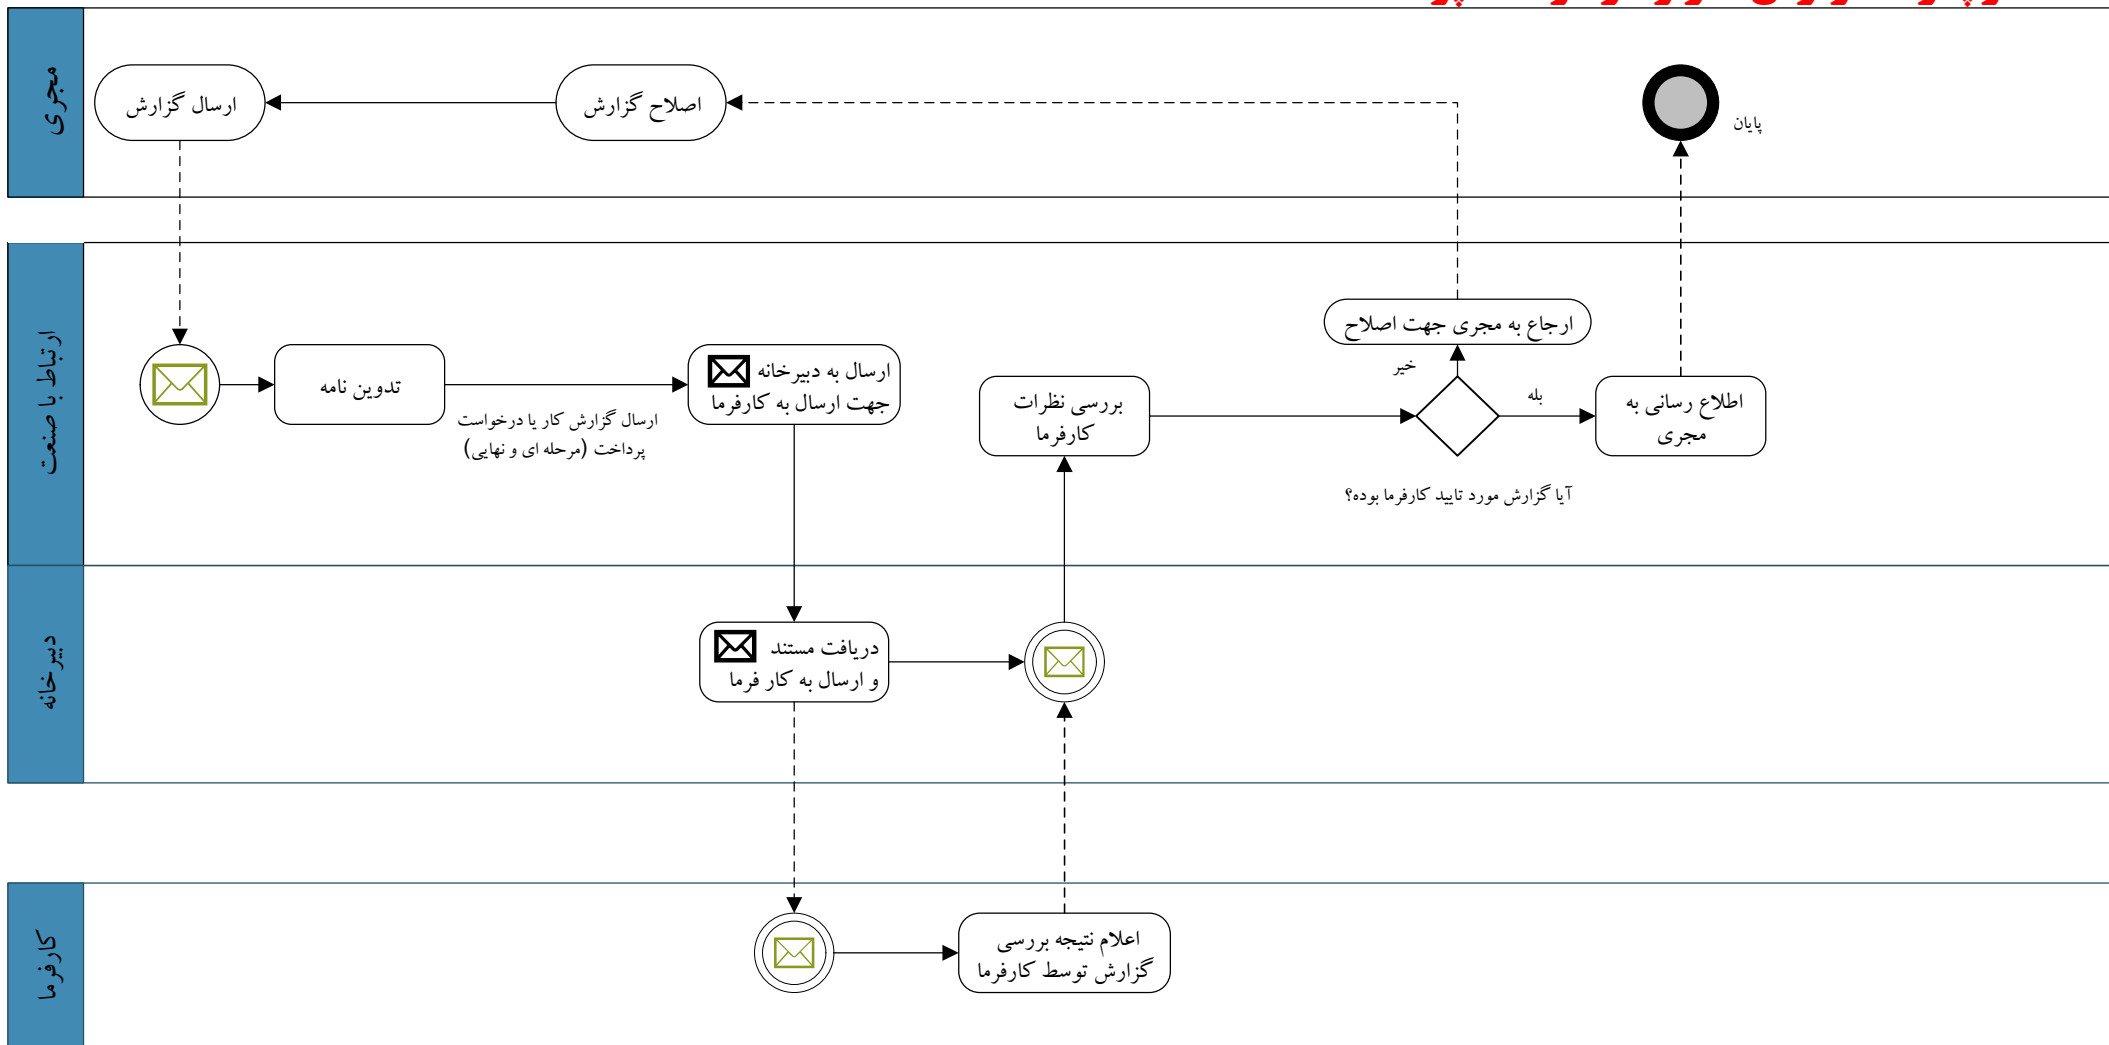 مجری
ارسال گزارش
اصلاح گزارش
پایان
ارتباط با صنعت
تدوین نامه
ارسال گزارش کار یا درخواست
پرداخت (مرحله ای و نهایی)
ارسال به دبیرخانه
جهت ارسال به کارفرما
بررسی نظرات
کارفرما
ارجاع به مجری جهت اصلاح
خیر
بله
آیا گزارش مورد تایید کارفرما بوده؟
اطلاع رسانی به
مجری
دبیرخانه
دریافت مستند
و ارسال به کار فرما
کارفرما
اعلام نتیجه بررسی
گزارش توسط کارفرما